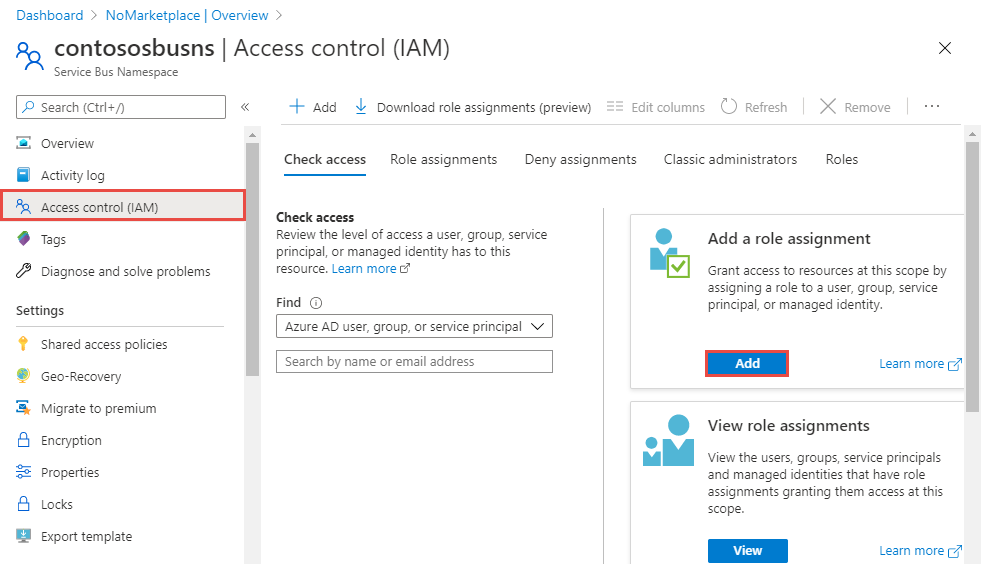 Dashboard > NoMarketplace | Overview >
contososbusns | Access control (IAM)
Service Bus Namespace
Search (Ctrl+/)
«
Add
Download role assignments (preview)
Edit columns
Refresh
Remove
...
Overview
Activity log
Access control (IAM)
Tags
Diagnose and solve problems
Settings
Shared access policies
Geo-Recovery
Migrate to premium
Encryption
Properties
Locks
Export template
Check access
Role assignments
Deny assignments
Classic administrators
Roles
Check access
Review the level of access a user, group, service
principal, or managed identity has to this
resource. Learn more
Find
Azure AD user, group, or service principal
Search by name or email address
Add a role assignment
Grant access to resources at this scope by
assigning a role to a user, group, service
principal, or managed identity.
Add
Learn more
View role assignments
View the users, groups, service principals
and managed identities that have role
assignments granting them access at this
scope.
View
Learn more